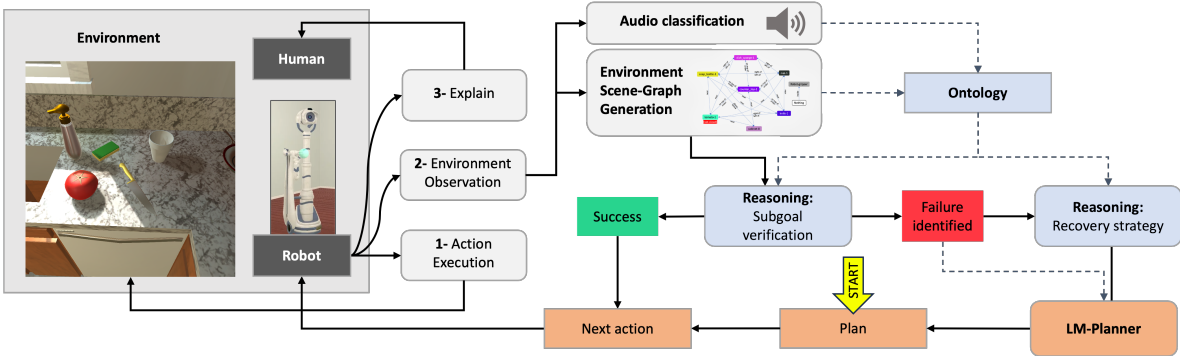 Environment
Human
Robot
3- Explain
2- Environment
Observation
1- Action
Execution
Audio classification
Environment
Scene-Graph
Generation
Ontology
Success
Reasoning:
Subgoal
verification
Failure
identified
Reasoning:
Recovery strategy
START
Next action
Plan
LM-Planner